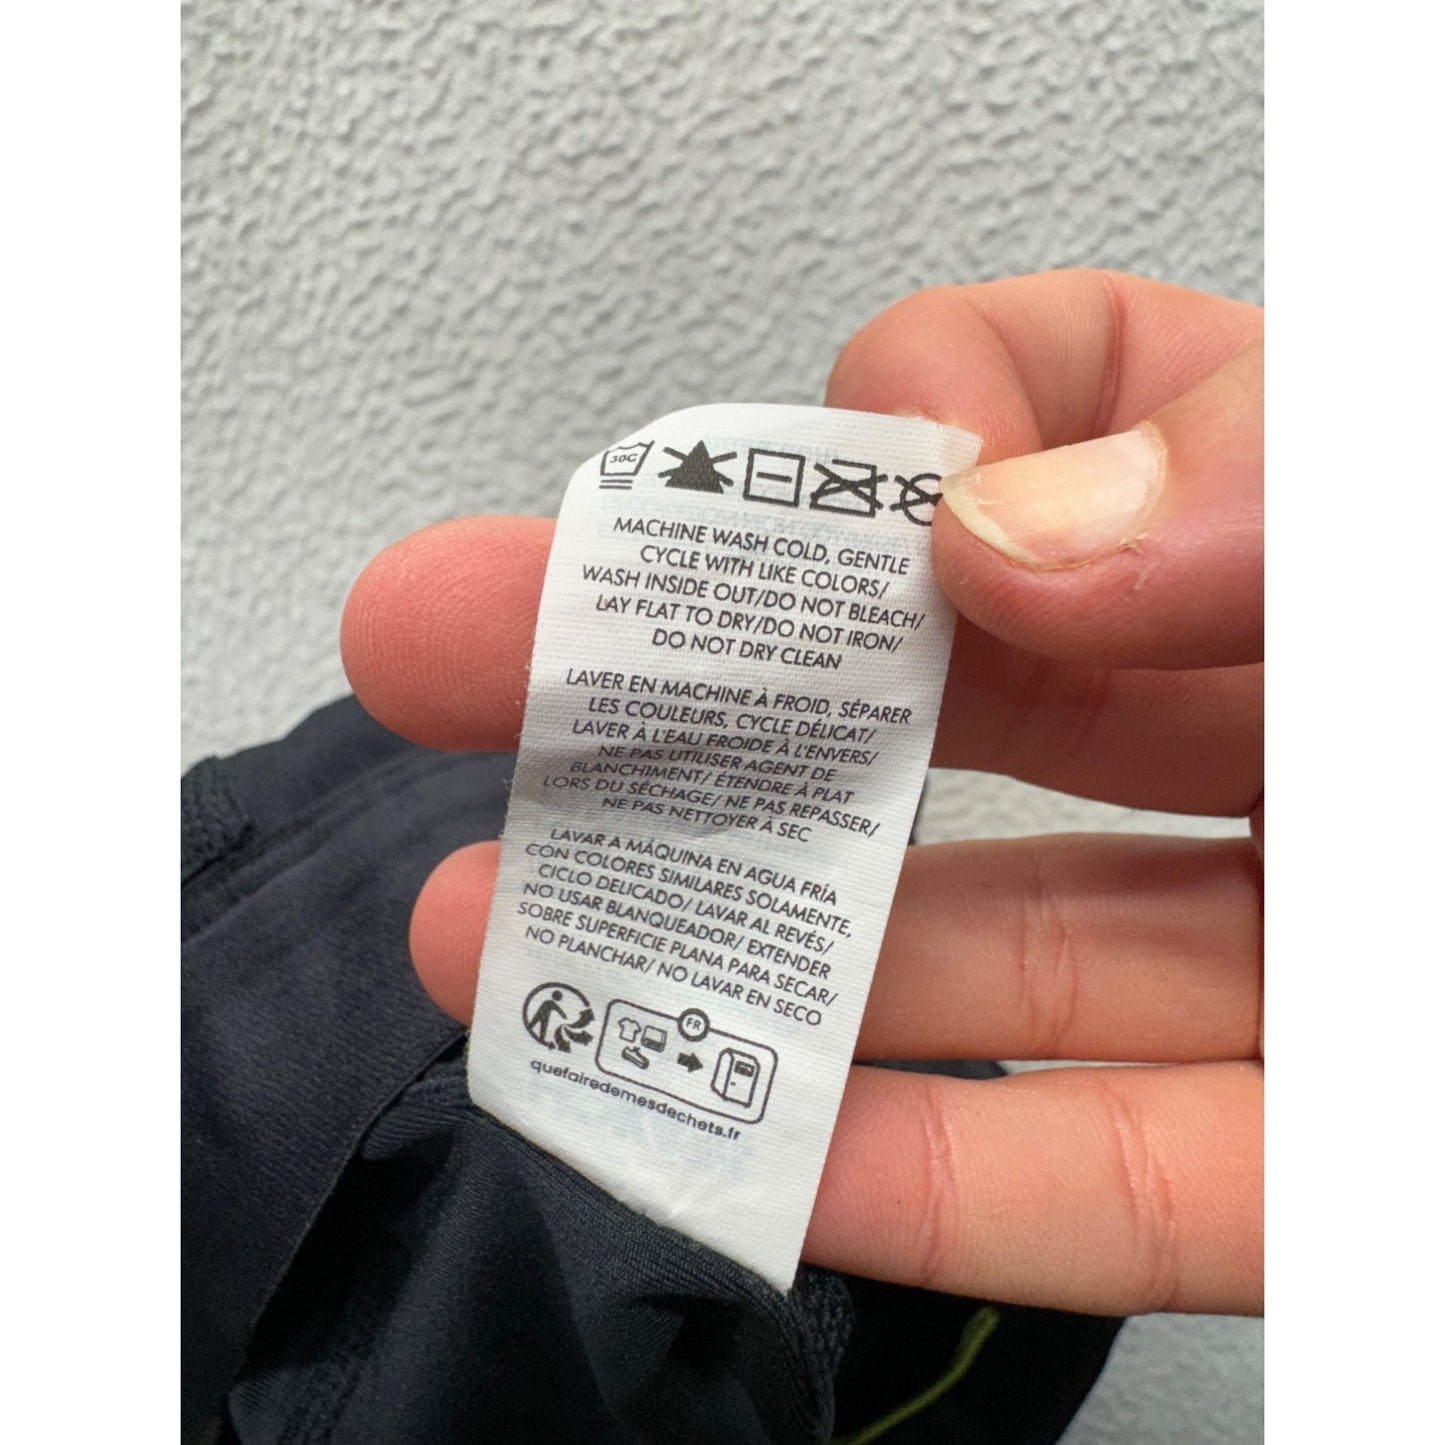 30C
MACHINE WASH COLD, GENTLE
CYCLE WITH LIKE COLORS/
WASH INSIDE OUT/DO NOT BLEACH/
LAY FLAT TO DRY/DO NOT IRON/
DO NOT DRY CLEAN
LAVER EN MACHINE À FROID, SÉPARER
LES COULEURS, CYCLE DÉLICAT/
LAVER À L'EAU FROIDE À L'ENVERS/
NE PAS UTILISER AGENT DE
BLANCHIMENT/ ÉTENDRE À PLAT
LORS DU SÉCHAGE/ NE PAS REPASSER/
NE PAS NETTOYER À SEC
LAVAR A MÁQUINA EN AGUA FRÍA
CON COLORES SIMILARES SOLAMENTE,
CICLO DELICADO/ LAVAR AL REVÉS/
NO USAR BLANQUEADOR/ EXTENDER
SOBRE SUPERFICIE PLANA PARA SECAR/
NO PLANCHAR/ NO LAVAR EN SECO
FR
quefairedemesdechets.fr